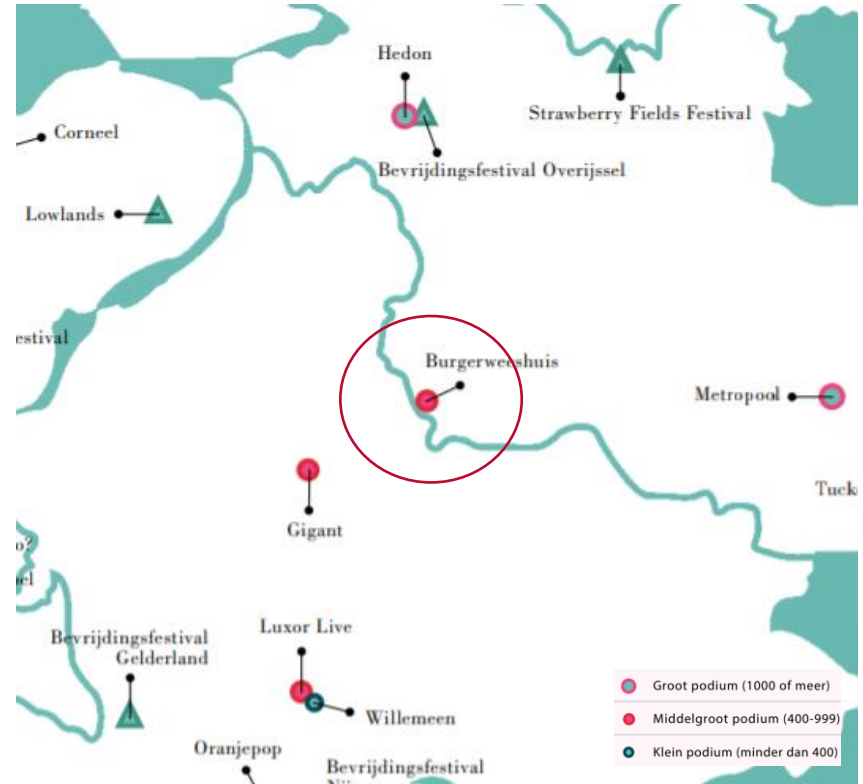 Hedon
Strawberry Fields Festival
Corneel
Bevrijdingsfestival Overijssel
Lowlands
estival
Burgerweeshuis
Metropool
Tuck
Gigant
o?
el
Luxor Live
Bevrijdingsfestival
Gelderland
Willemeen
Oranjepop
Bevrijdingsfestival
Groot podium (1000 of meer)
Middelgroot podium (400-999)
Klein podium (minder dan 400)